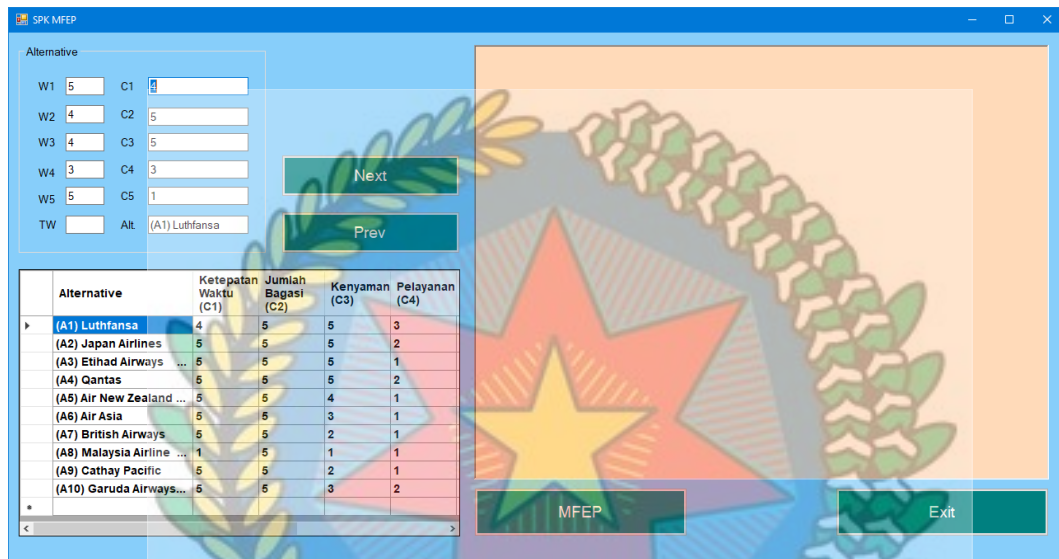 SPK MFEP
Alternative
W1 5 C1 4
W2 4 C2 5
W3 4 C3 5
W4 3 C4 3
W5 5 C5 1
TW Alt. (A1) Luthfansa
Next
Prev
Alternative Ketepatan Waktu (C1) Jumlah Bagasi (C2) Kenyaman (C3) Pelayanan (C4)
(A1) Luthfansa 4 5 5 3
(A2) Japan Airlines 5 5 5 2
(A3) Etihad Airways ... 5 5 5 1
(A4) Qantas 5 5 5 2
(A5) Air New Zealand ... 5 5 4 1
(A6) Air Asia 5 5 3 1
(A7) British Airways 5 5 2 1
(A8) Malaysia Airline ... 1 5 1 1
(A9) Cathay Pacific 5 5 2 1
(A10) Garuda Airways... 5 5 3 2
MFEP
Exit